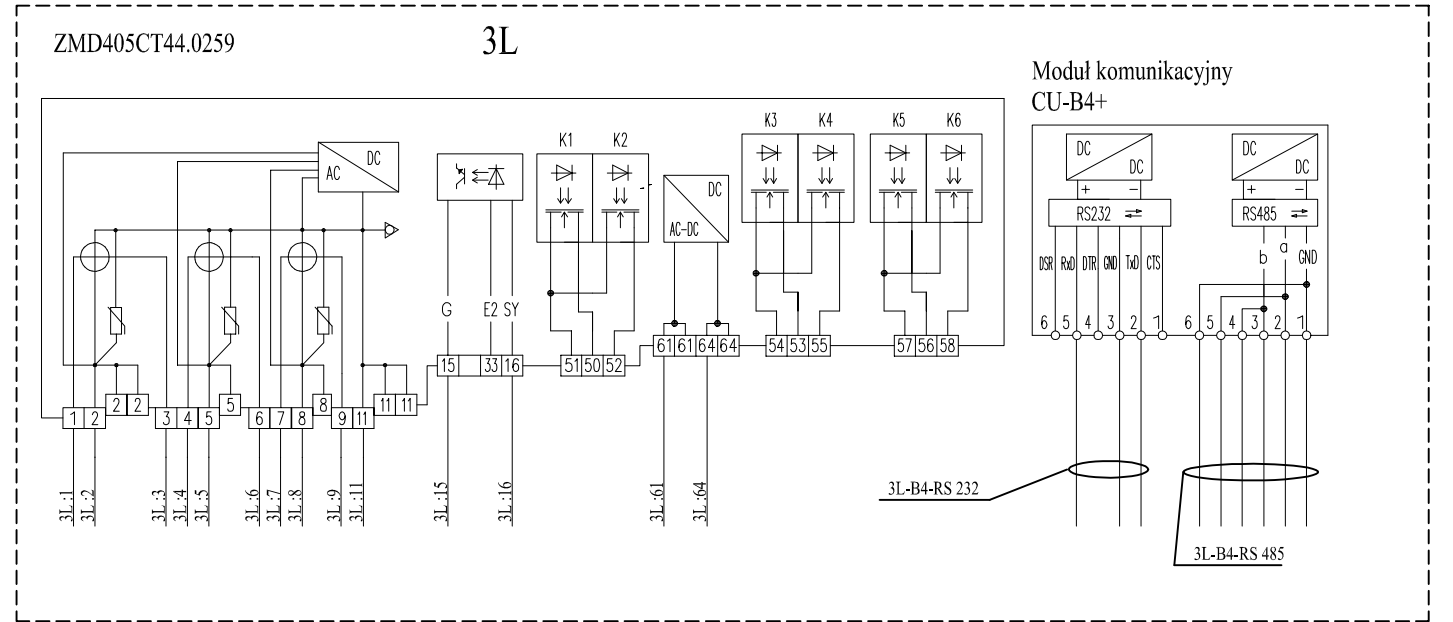 ZMD405CT44.0259
3L
Moduł komunikacyjny
CU-B4+
K1 K2
K3 K4
K5 K6
DC
AC
DC
AC-DC
DC
DC
+ −
RS232
DC
DC
+ −
RS485
DSR RxD DTR GND TxD CTS
b a GND
G E2 SY
6 5 4 3 2 1
6 5 4 3 2 1
54 53 55
57 56 58
61 61 64 64
15 33 16
51 50 52
2 2
5
8
11 11
1 2 3 4 5 6 7 8 9 11
3L :1
3L :2
3L :3
3L :4
3L :5
3L :6
3L :7
3L :8
3L :9
3L :11
3L :15
3L :16
3L :61
3L :64
3L-B4-RS 232
3L-B4-RS 485